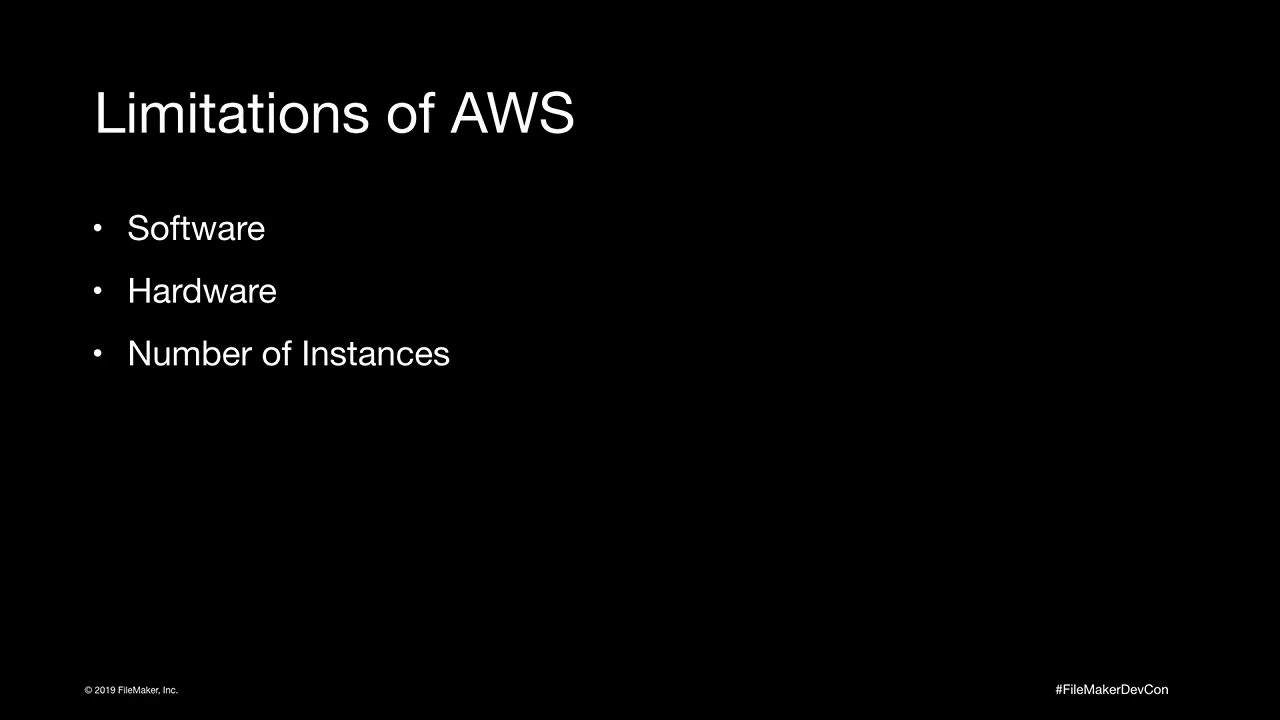 Limitations of AWS
• Software
• Hardware
• Number of Instances
© 2019 FileMaker, Inc.
#FileMakerDevCon